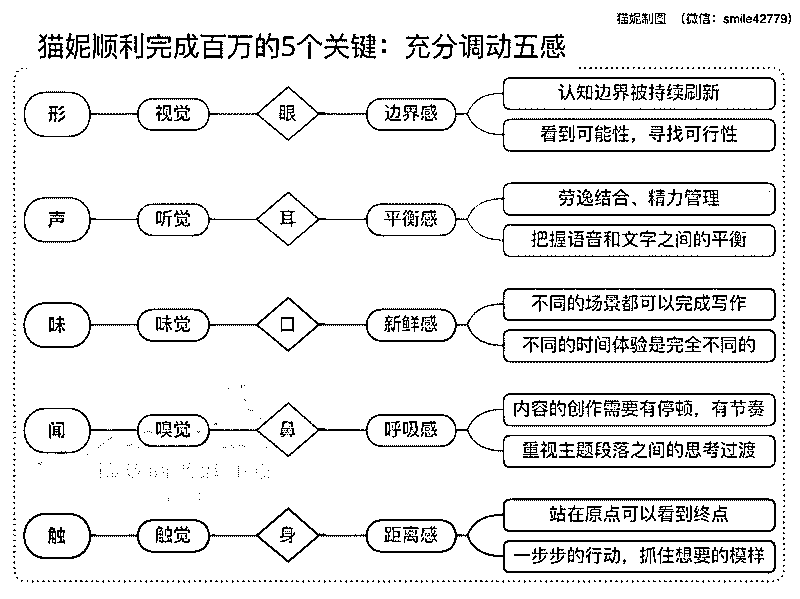 猫妮制图 （微信：smile42779）
猫妮顺利完成百万的5个关键：充分调动五感
形 视觉 眼 边界感
认知边界被持续刷新
看到可能性，寻找可行性
声 听觉 耳 平衡感
劳逸结合、精力管理
把握语音和文字之间的平衡
味 味觉 口 新鲜感
不同的场景都可以完成写作
不同的时间体验是完全不同的
闻 嗅觉 鼻 呼吸感
内容的创作需要有停顿，有节奏
重视主题段落之间的思考过渡
触 触觉 身 距离感
站在原点可以看到终点
一步步的行动，抓住想要的模样